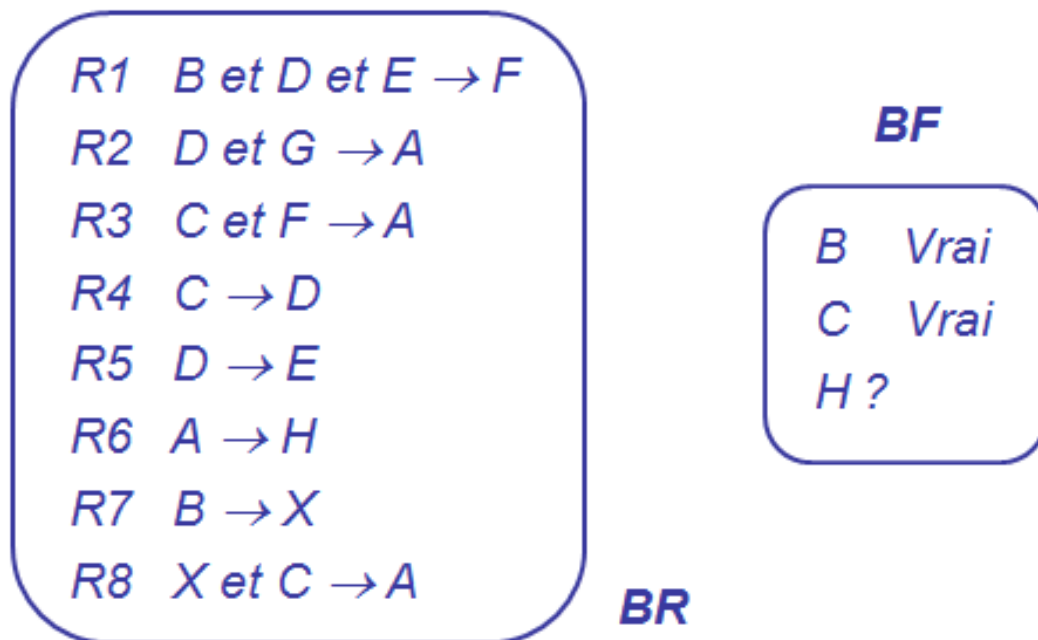 R1 B et D et E → F
R2 D et G → A
R3 C et F → A
R4 C → D
R5 D → E
R6 A → H
R7 B → X
R8 X et C → A
BR
BF
B Vrai
C Vrai
H ?